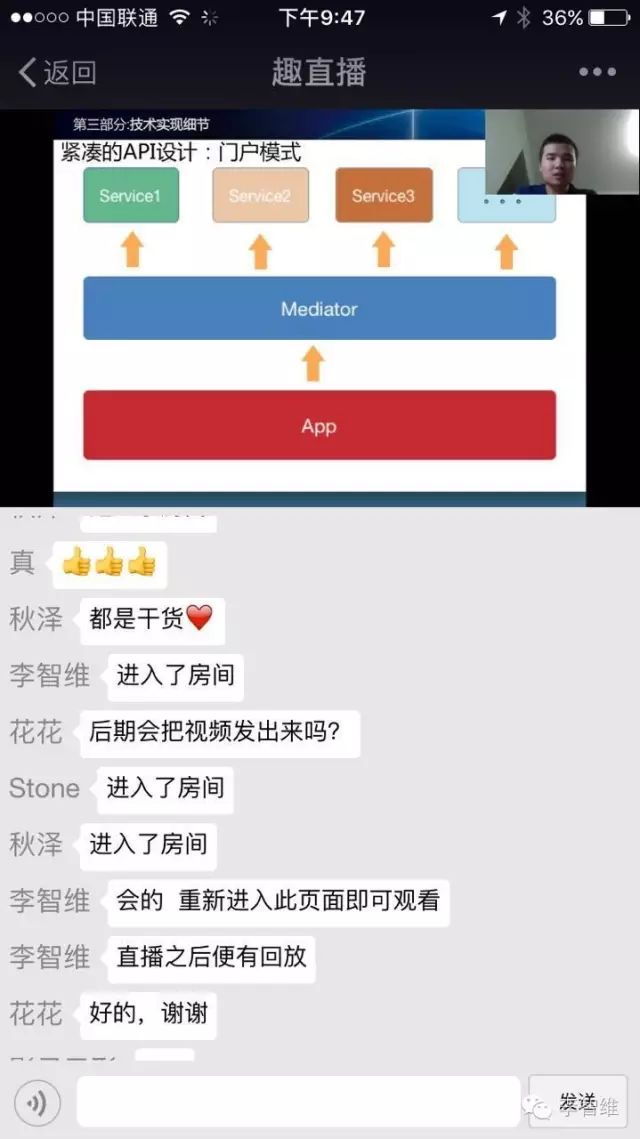 中国联通
下午9:47
36%
返回
趣直播
第三部分:技术实现细节
紧凑的API设计：门户模式
Service1
Service2
Service3
Mediator
App
真
👍👍👍
秋泽
都是干货❤️
李智维
进入了房间
花花
后期会把视频发出来吗？
Stone
进入了房间
秋泽
进入了房间
李智维
会的 重新进入此页面即可观看
李智维
直播之后便有回放
花花
好的，谢谢
发送
李智维